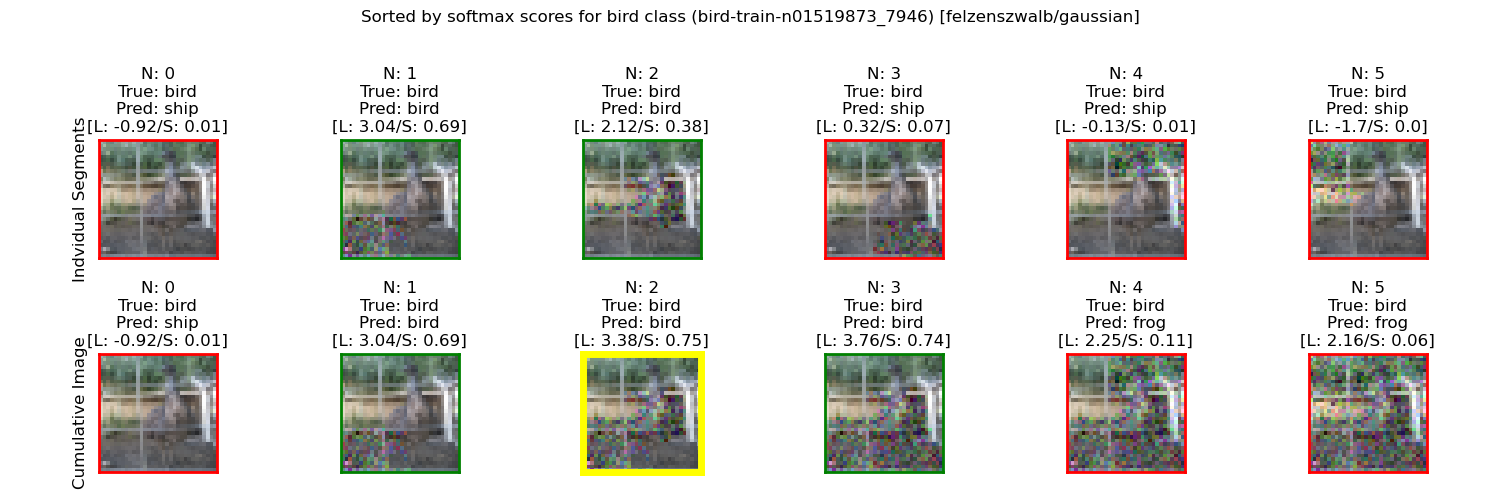 Sorted by softmax scores for bird class (bird-train-n01519873_7946) [felzenszwalb/gaussian]
Indvidual Segments
N: 0
True: bird
Pred: ship
[L: -0.92/S: 0.01]
N: 1
True: bird
Pred: bird
[L: 3.04/S: 0.69]
N: 2
True: bird
Pred: bird
[L: 2.12/S: 0.38]
N: 3
True: bird
Pred: ship
[L: 0.32/S: 0.07]
N: 4
True: bird
Pred: ship
[L: -0.13/S: 0.01]
N: 5
True: bird
Pred: ship
[L: -1.7/S: 0.0]
Cumulative Image
N: 0
True: bird
Pred: ship
[L: -0.92/S: 0.01]
N: 1
True: bird
Pred: bird
[L: 3.04/S: 0.69]
N: 2
True: bird
Pred: bird
[L: 3.38/S: 0.75]
N: 3
True: bird
Pred: bird
[L: 3.76/S: 0.74]
N: 4
True: bird
Pred: frog
[L: 2.25/S: 0.11]
N: 5
True: bird
Pred: frog
[L: 2.16/S: 0.06]